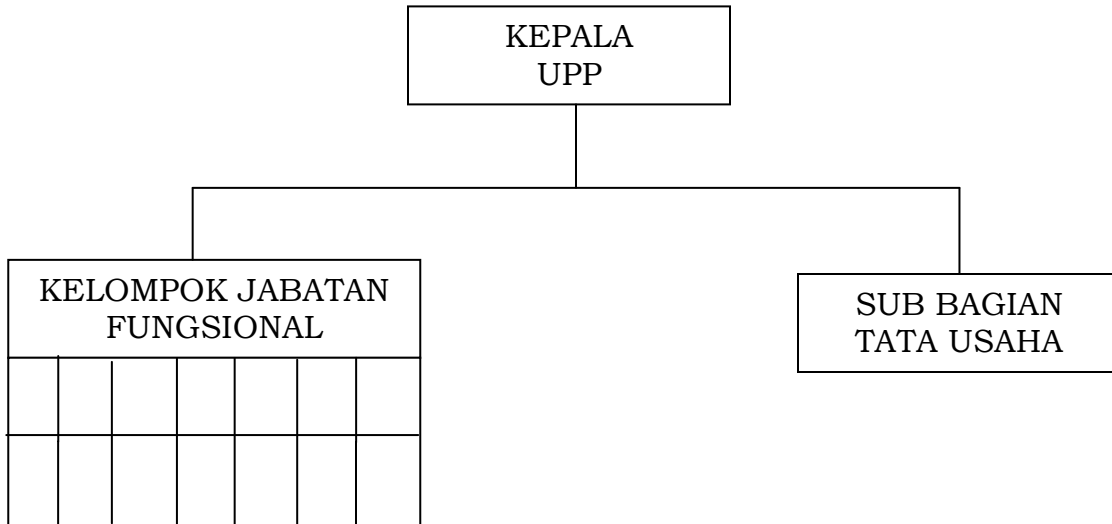 KEPALA
UPP
KELOMPOK JABATAN
FUNGSIONAL
SUB BAGIAN
TATA USAHA